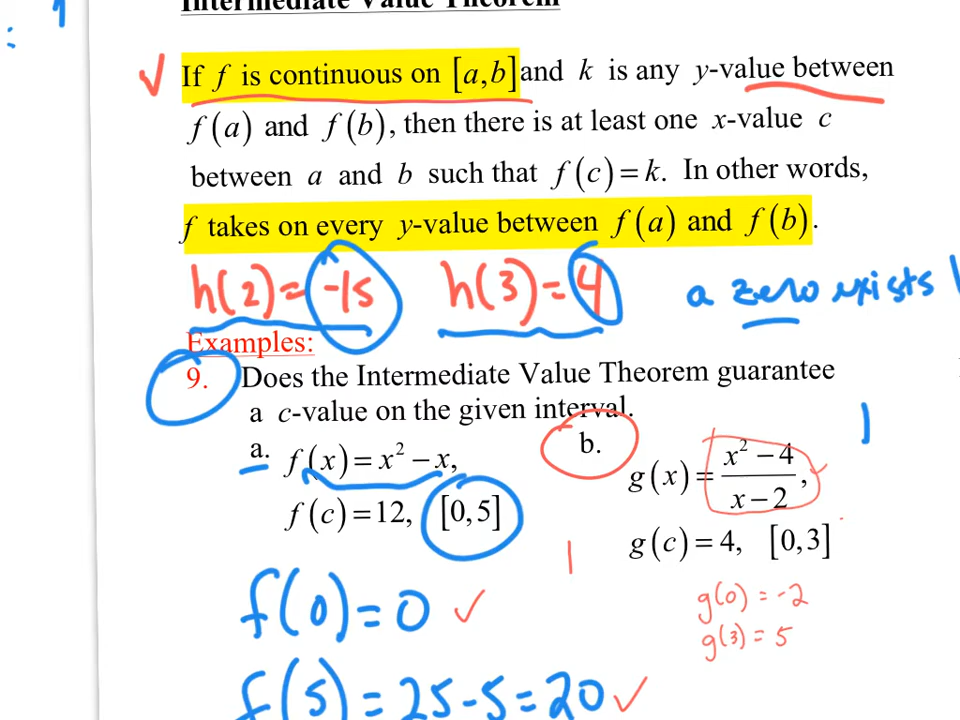 Intermediate Value Theorem
If f is continuous on [a,b] and k is any y-value between
f(a) and f(b), then there is at least one x-value c
between a and b such that f(c)=k. In other words,
f takes on every y-value between f(a) and f(b).
h(2)=-15 h(3)=4 a zero exists
Examples:
9. Does the Intermediate Value Theorem guarantee
a c-value on the given interval.
a. f(x)=x²-x,
f(c)=12, [0,5]
b.
g(x)=(x²-4)/(x-2),
g(c)=4, [0,3]
g(0)=-2
g(3)=5
f(0)=0
f(5)=25-5=20